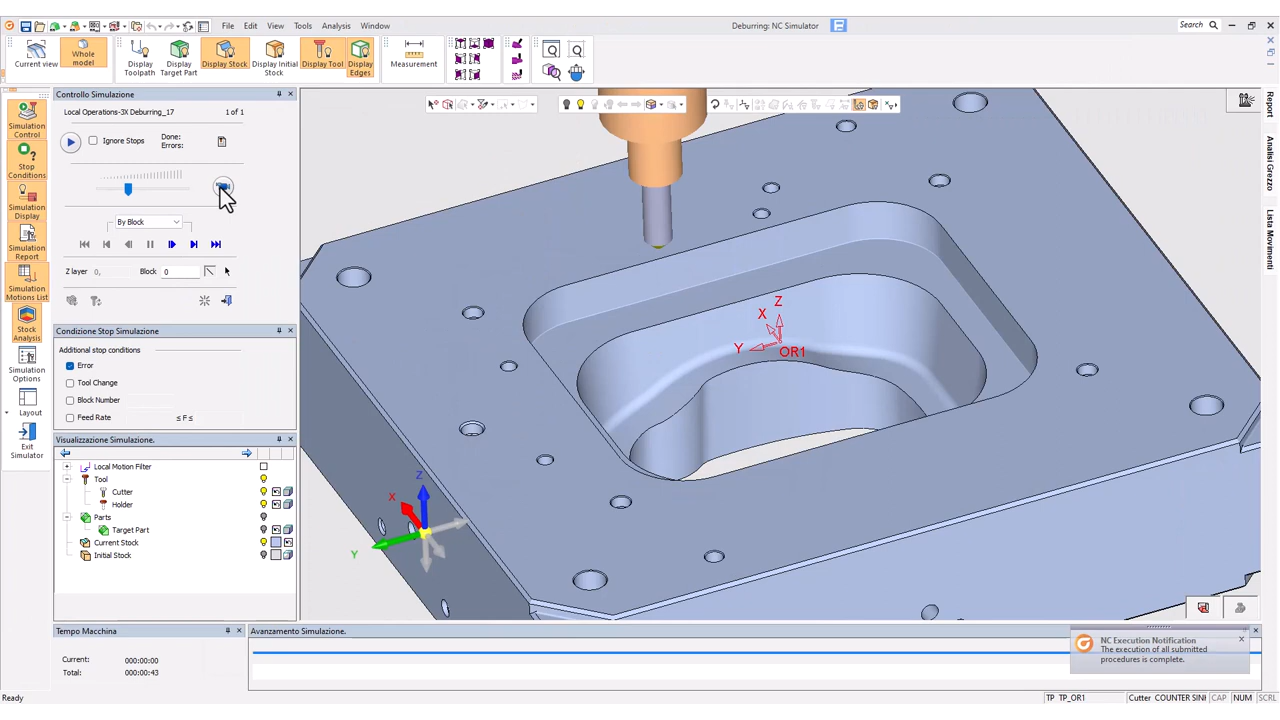 File Edit View Tools Analysis Window
Deburring: NC Simulator
Search
Current view
Whole model
Display Toolpath
Display Target Part
Display Stock
Display Initial Stock
Display Tool
Display Edges
Measurement
Simulation Control
Stop Conditions
Simulation Display
Simulation Report
Simulation Motions List
Stock Analysis
Simulation Options
Layout
Exit Simulator
Controllo Simulazione
Local Operations-3X Deburring_17 1 of 1
Ignore Stops
Done:
Errors:
By Block
Z layer 0, Block 0
Condizione Stop Simulazione
Additional stop conditions
Error
Tool Change
Block Number
Feed Rate ≤ F ≤
Visualizzazione Simulazione.
Local Motion Filter
Tool
Cutter
Holder
Parts
Target Part
Current Stock
Initial Stock
Z
X
Y
Z
X
Y
OR1
Report
Analisi Grezzo
Lista Movimenti
Tempo Macchina
Current: 000:00:00
Total: 000:00:43
Avanzamento Simulazione.
NC Execution Notification
The execution of all submitted
procedures is complete.
Ready
TP TP_OR1 Cutter COUNTER SINK CAP NUM SCRL